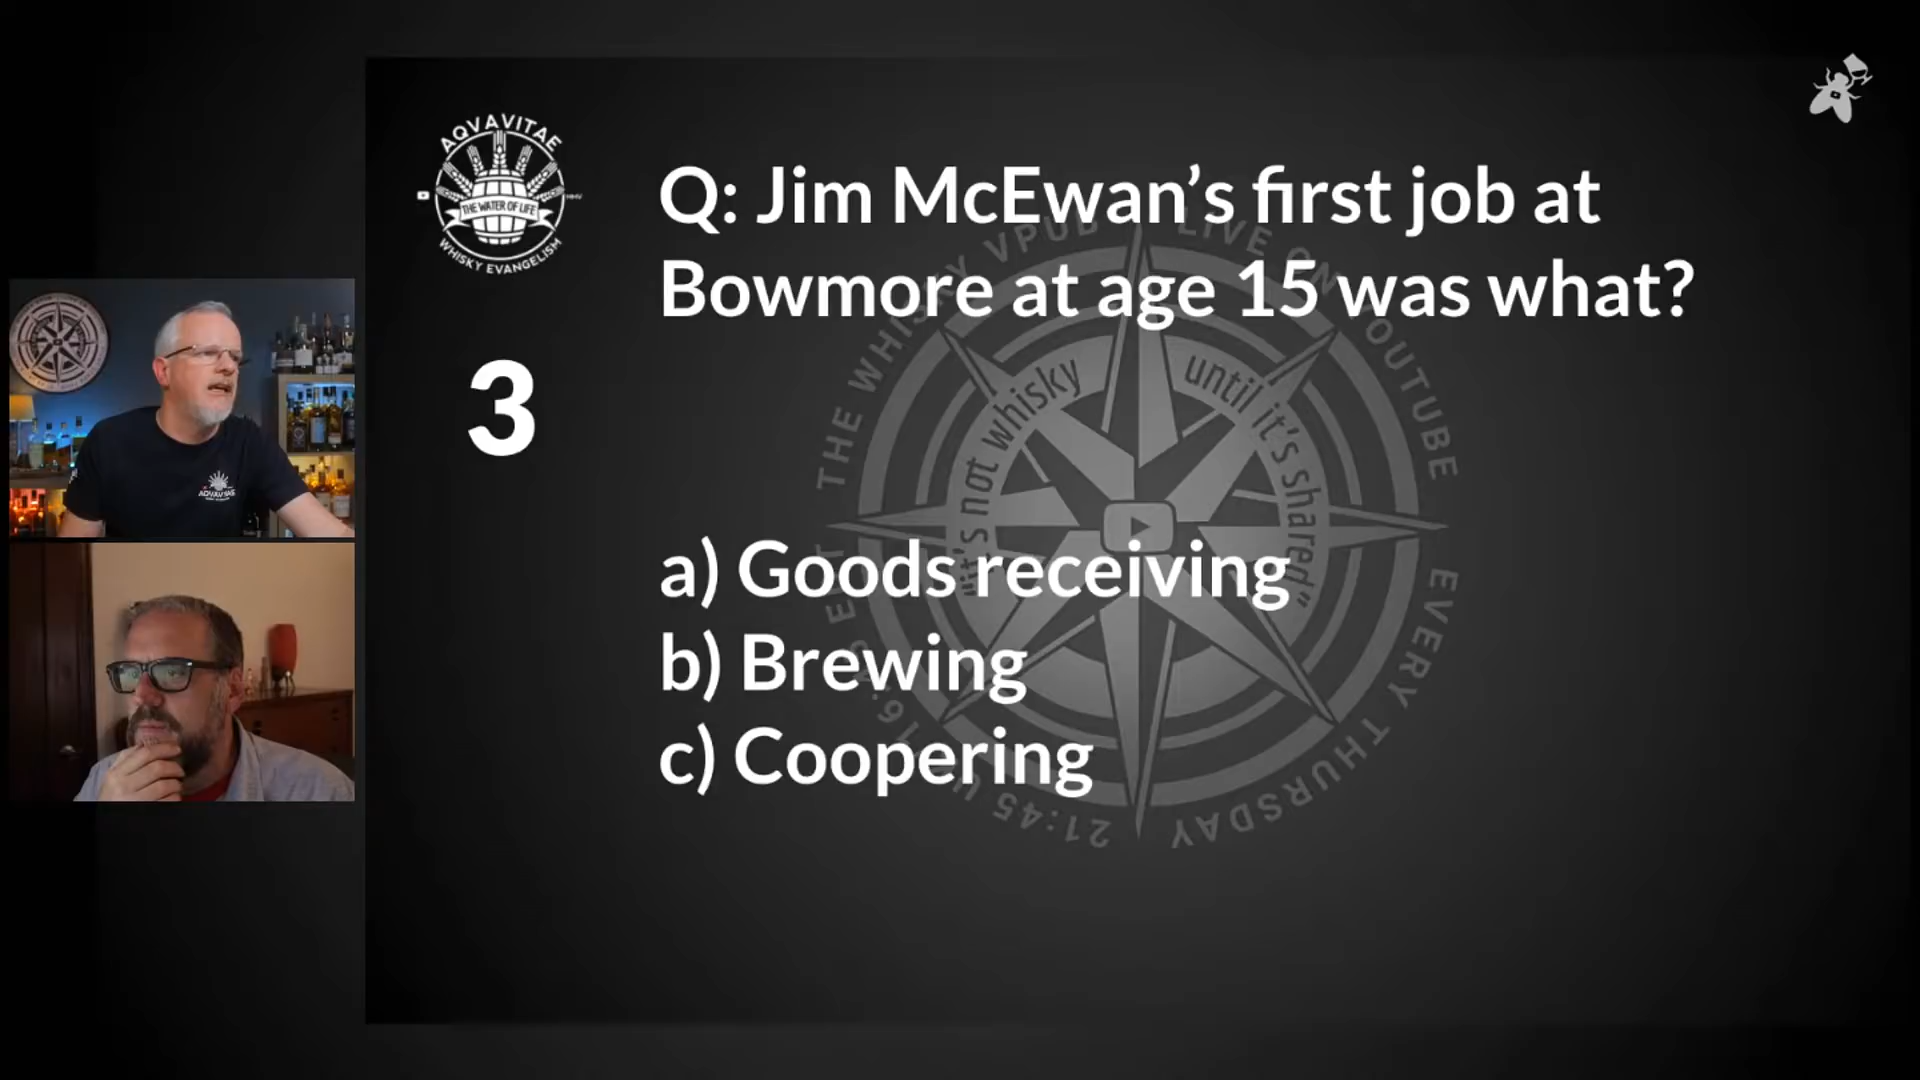 AQVAVITAE
THE WATER OF LIFE
WHISKY EVANGELISM
Q: Jim McEwan’s first job at
Bowmore at age 15 was what?
3
a) Goods receiving
b) Brewing
c) Coopering
THE WHISKY VPUB
LIVE ON YOUTUBE
EVERY THURSDAY
21:45 U
"it's not whisky
until it's shared"
AQVAVITAE